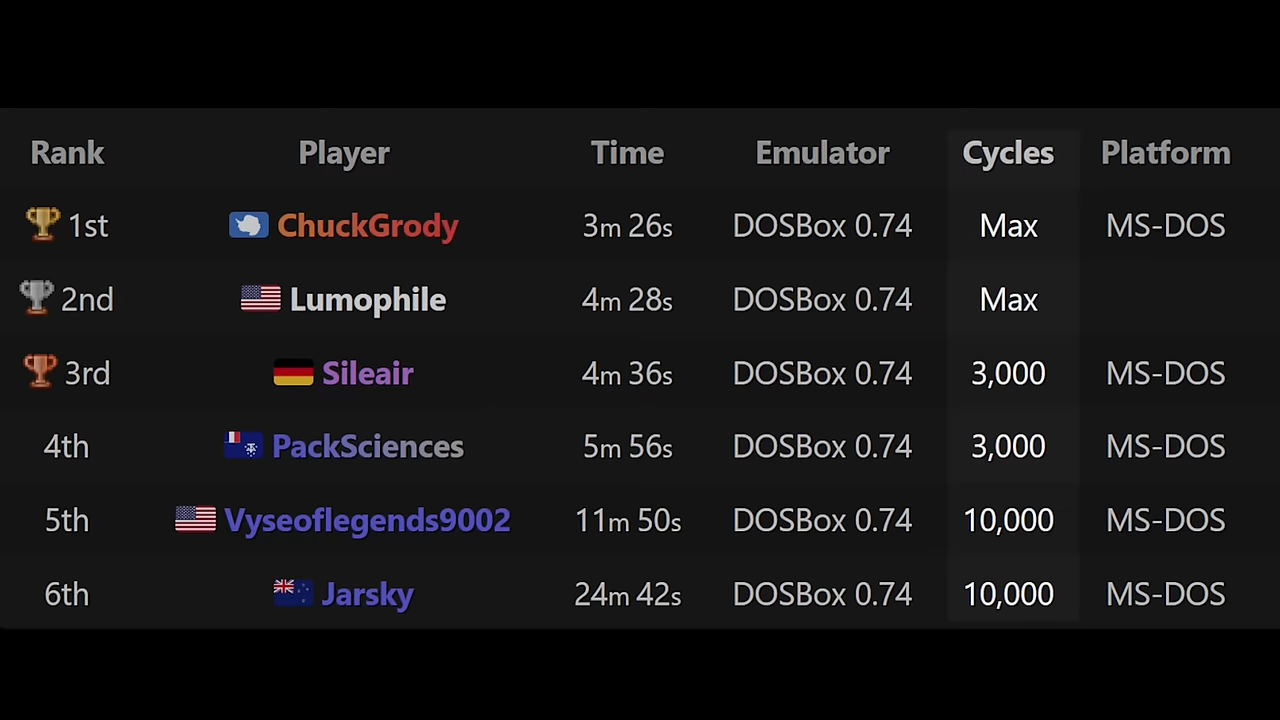 Rank Player Time Emulator Cycles Platform
1st ChuckGrody 3m 26s DOSBox 0.74 Max MS-DOS
2nd Lumophile 4m 28s DOSBox 0.74 Max
3rd Sileair 4m 36s DOSBox 0.74 3,000 MS-DOS
4th PackSciences 5m 56s DOSBox 0.74 3,000 MS-DOS
5th Vyseoflegends9002 11m 50s DOSBox 0.74 10,000 MS-DOS
6th Jarsky 24m 42s DOSBox 0.74 10,000 MS-DOS